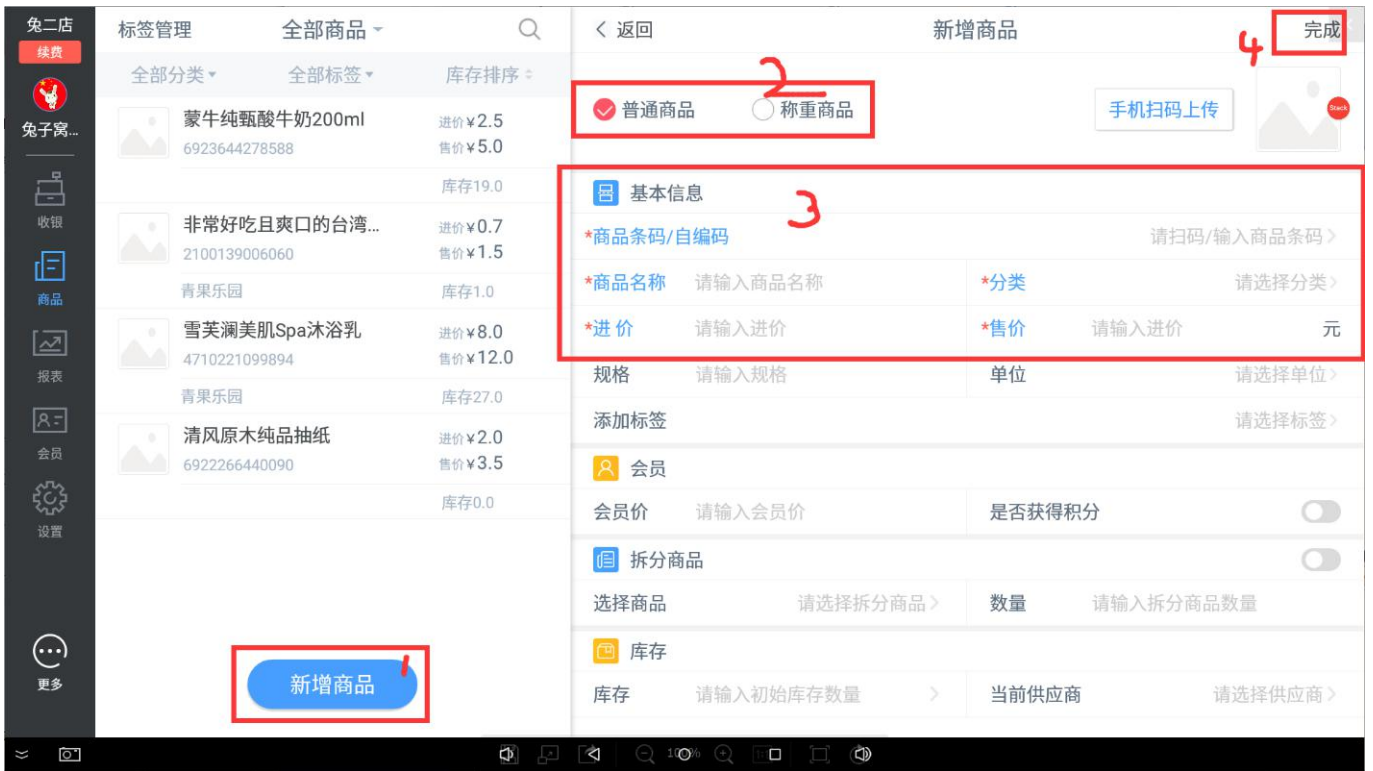 兔二店
续费
兔子窝...
收银
商品
报表
会员
设置
更多
标签管理 全部商品
全部分类 全部标签 库存排序
蒙牛纯甄酸牛奶200ml 进价¥2.5
6923644278588 售价¥5.0
库存19.0
非常好吃且爽口的台湾... 进价¥0.7
2100139006060 售价¥1.5
青果乐园 库存1.0
雪芙澜美肌Spa沐浴乳 进价¥8.0
4710221099894 售价¥12.0
青果乐园 库存27.0
清风原木纯品抽纸 进价¥2.0
6922266440090 售价¥3.5
库存0.0
新增商品 1
返回 新增商品 4 完成
2
普通商品 称重商品 手机扫码上传 Stack
基本信息 3
*商品条码/自编码 请扫码/输入商品条码
*商品名称 请输入商品名称 *分类 请选择分类
*进 价 请输入进价 *售价 请输入进价 元
规格 请输入规格 单位 请选择单位
添加标签 请选择标签
会员
会员价 请输入会员价 是否获得积分
拆分商品
选择商品 请选择拆分商品 数量 请输入拆分商品数量
库存
库存 请输入初始库存数量 当前供应商 请选择供应商
100%
1:1